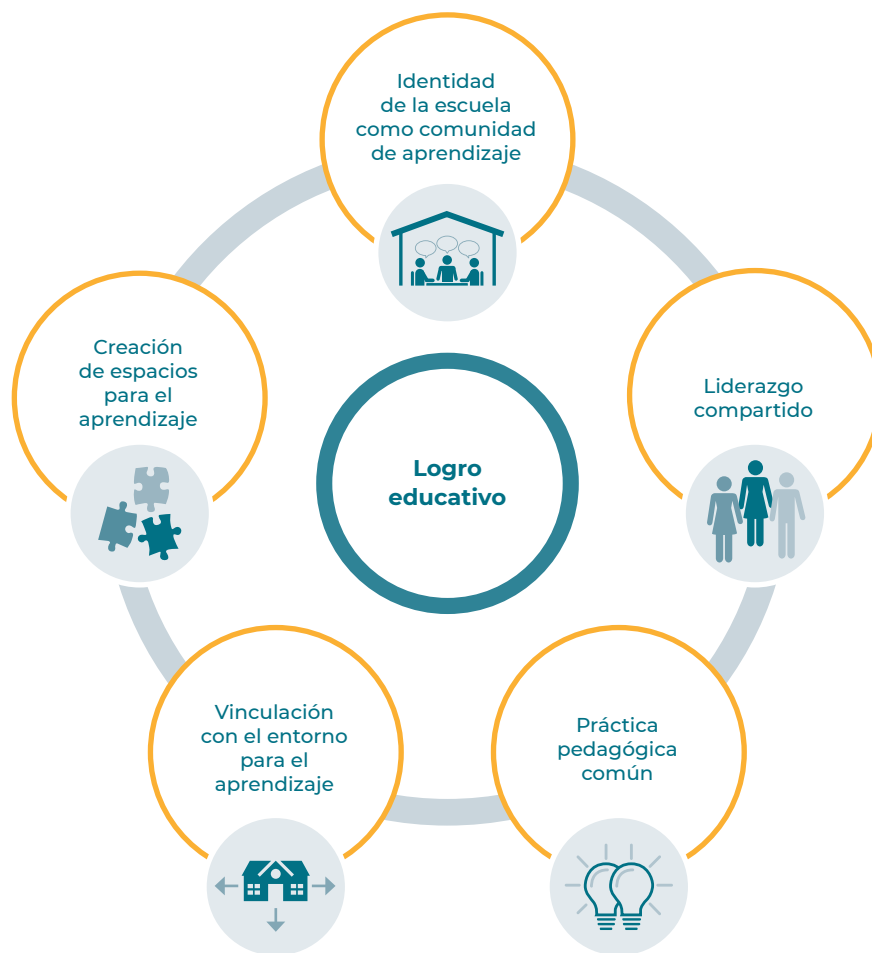 Identidad
de la escuela
como comunidad
de aprendizaje
Creación
de espacios
para el
aprendizaje
Liderazgo
compartido
Logro
educativo
Vinculación
con el entorno
para el
aprendizaje
Práctica
pedagógica
común